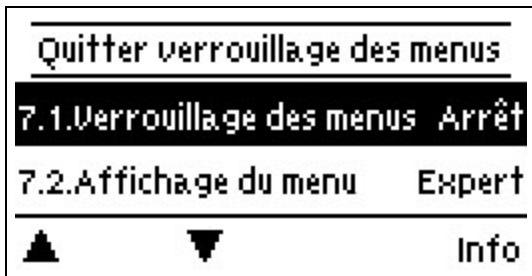 Quitter verrouillage des menus
7.1.Verrouillage des menus Arrêt
7.2.Affichage du menu Expert
▲ ▼ Info